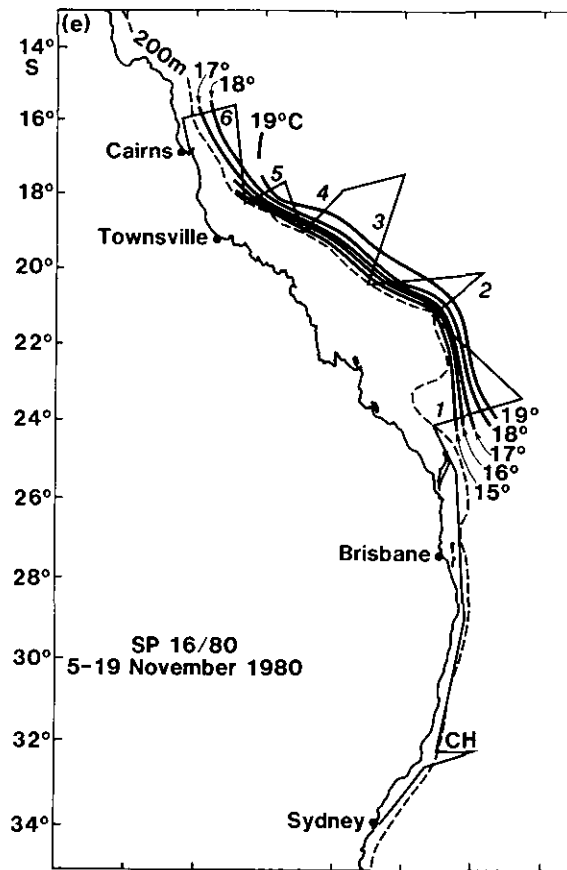 (e)
14°
S
200m
17°
18°
16°
6
19°C
Cairns
5
4
18°
3
Townsville
20°
2
22°
1
24°
19°
18°
17°
16°
15°
26°
Brisbane
28°
SP 16/80
30°
5-19 November 1980
32°
CH
Sydney
34°